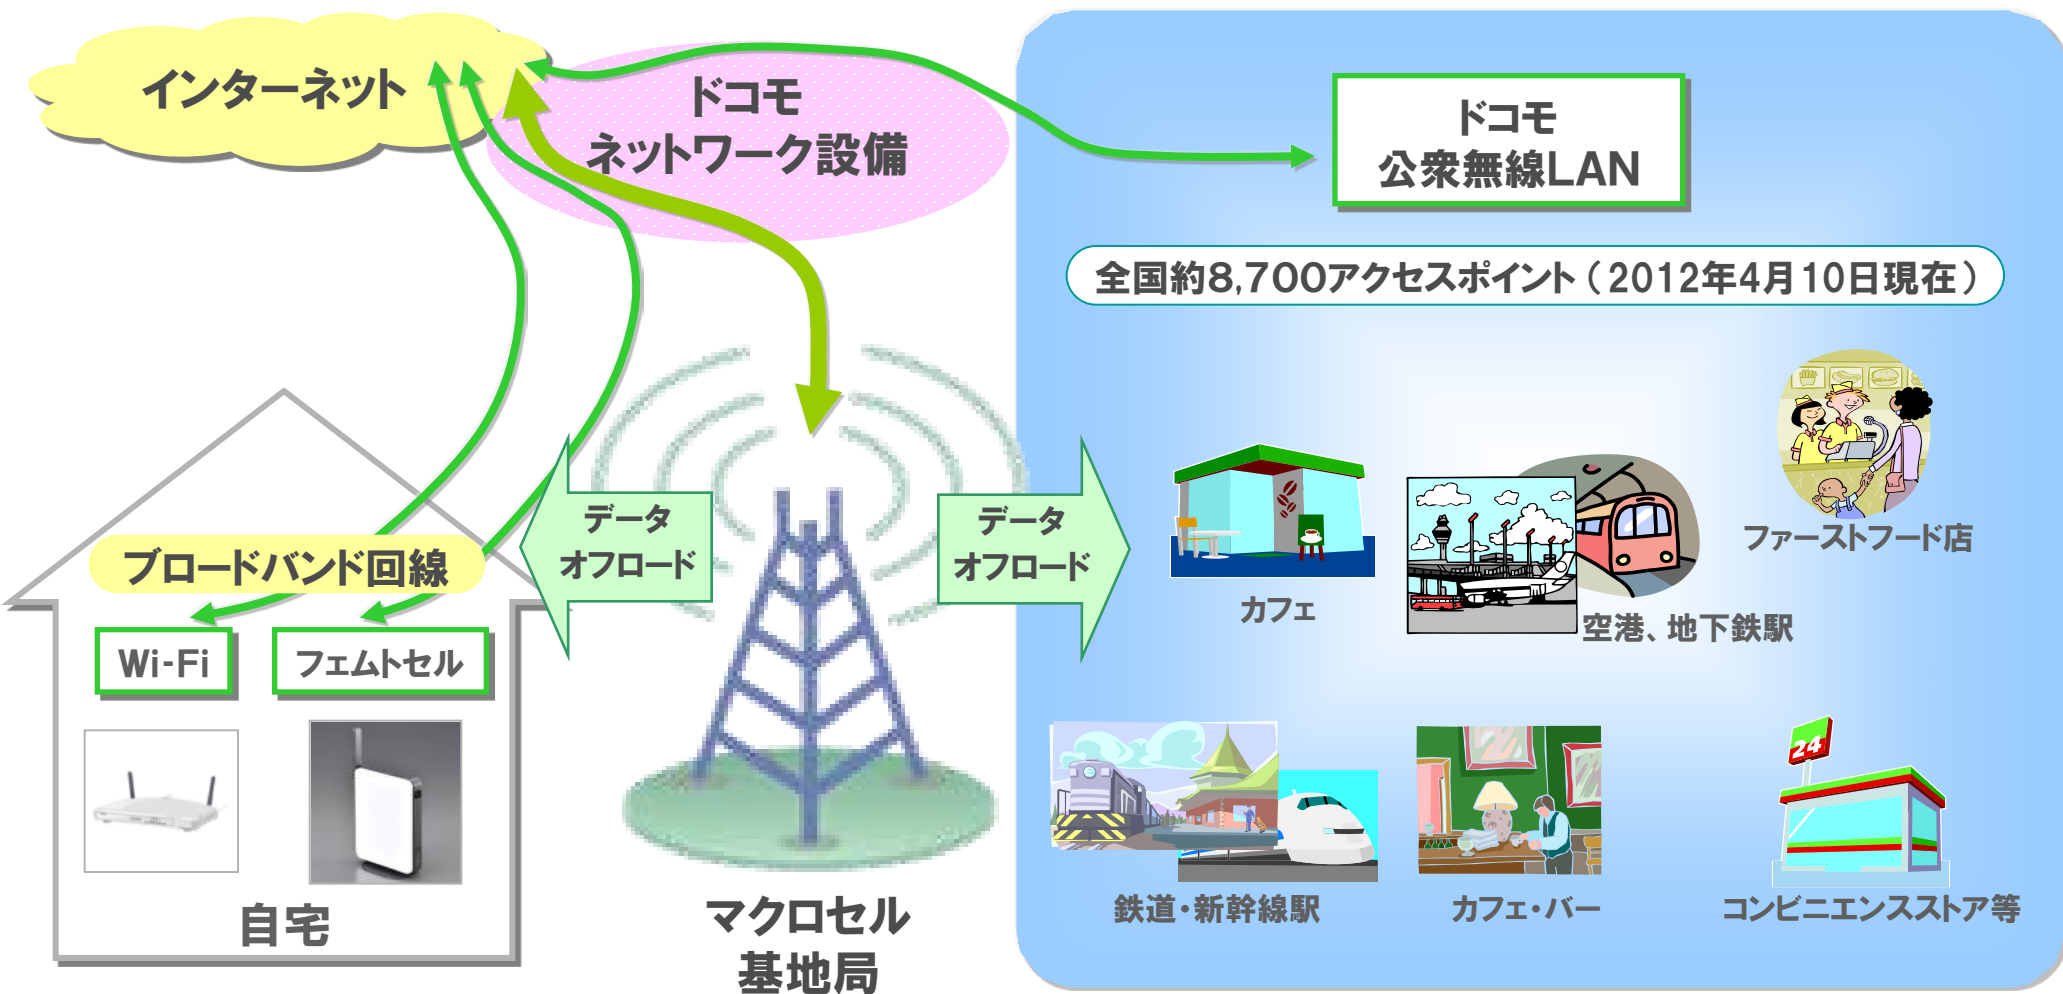 インターネット
ドコモ
ネットワーク設備
ドコモ
公衆無線LAN
全国約8,700アクセスポイント（2012年4月10日現在）
ファーストフード店
データ
オフロード
データ
オフロード
ブロードバンド回線
カフェ
空港、地下鉄駅
Wi-Fi
フェムトセル
24
自宅
マクロセル
基地局
鉄道・新幹線駅
カフェ・バー
コンビニエンスストア等